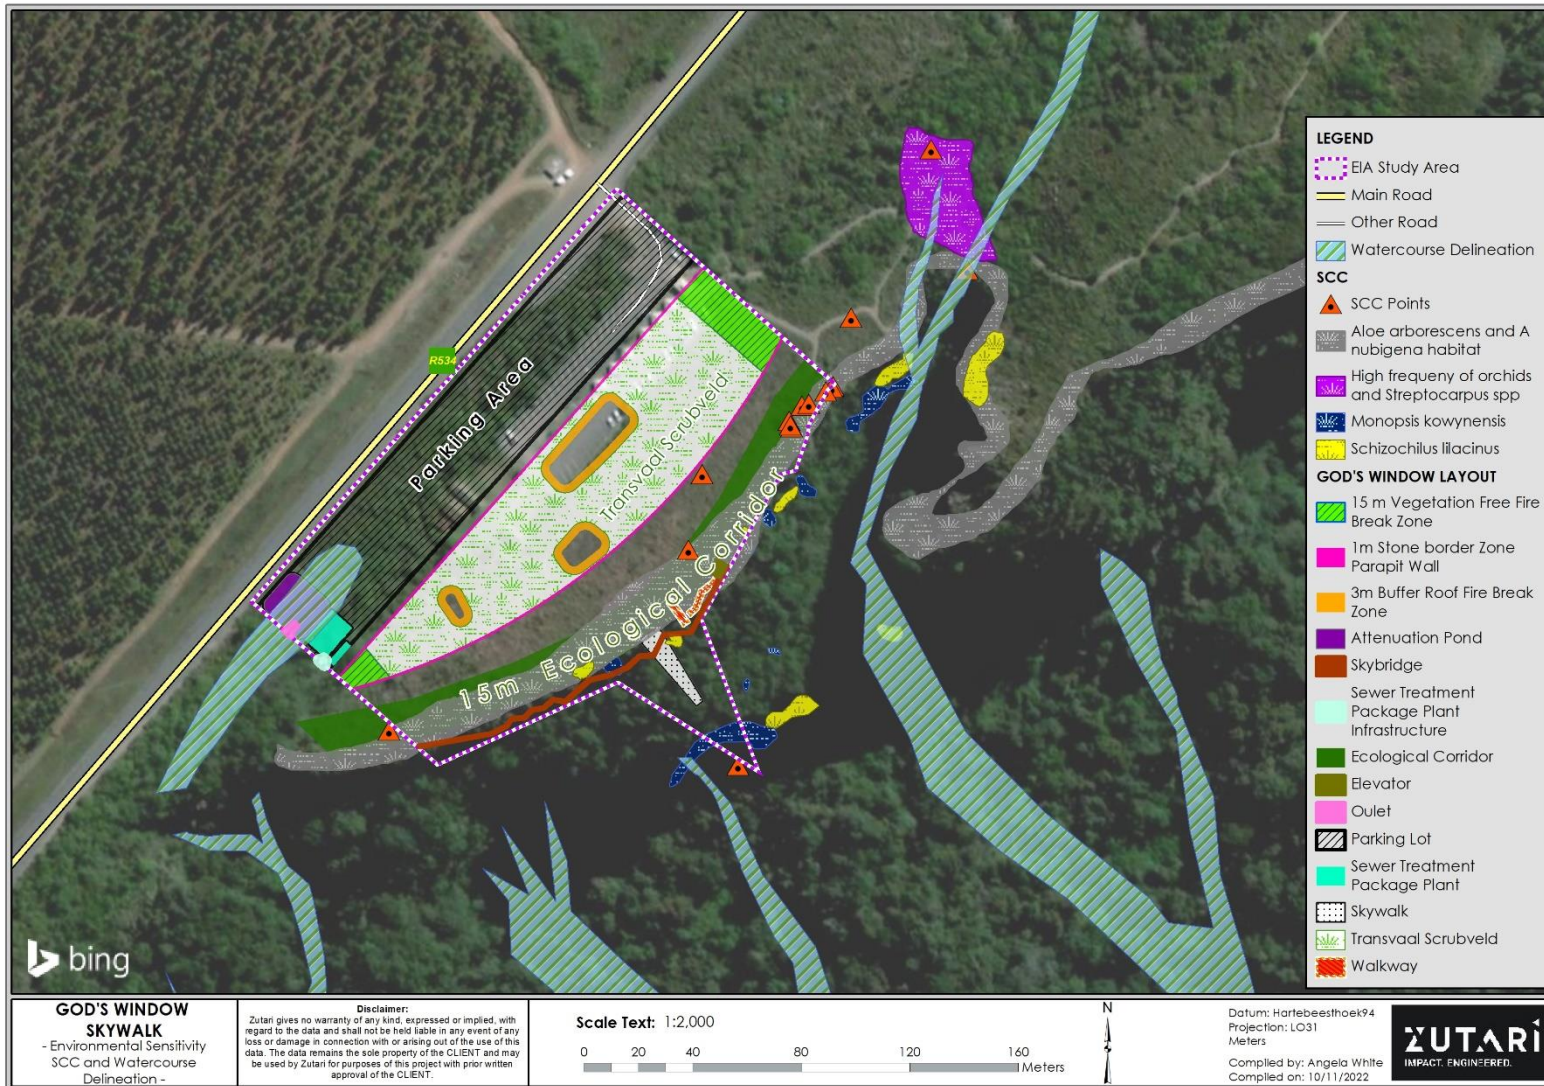 R534
Parking Area
Transvaal Scrubveld
15m Ecological Corridor
bing
LEGEND
EIA Study Area
Main Road
Other Road
Watercourse Delineation
SCC
SCC Points
Aloe arborescens and A
nubigena habitat
High frequeny of orchids
and Streptocarpus spp
Monopsis kowynensis
Schizochilus lilacinus
GOD'S WINDOW LAYOUT
15 m Vegetation Free Fire
Break Zone
1m Stone border Zone
Parapit Wall
3m Buffer Roof Fire Break
Zone
Attenuation Pond
Skybridge
Sewer Treatment
Package Plant
Infrastructure
Ecological Corridor
Elevator
Oulet
Parking Lot
Sewer Treatment
Package Plant
Skywalk
Transvaal Scrubveld
Walkway
GOD'S WINDOW
SKYWALK
- Environmental Sensitivity
SCC and Watercourse
Delineation -
Disclaimer:
Zutari gives no warranty of any kind, expressed or implied, with
regard to the data and shall not be held liable in any event of any
loss or damage in connection with or arising out of the use of this
data. The data remains the sole property of the CLIENT and may
be used by Zutari for purposes of this project with prior written
approval of the CLIENT.
Scale Text: 1:2,000
0 20 40 80 120 160
Meters
N
Datum: Hartebeesthoek94
Projection: LO31
Meters
Compiled by: Angela White
Compiled on: 10/11/2022
ZUTARI
IMPACT. ENGINEERED.